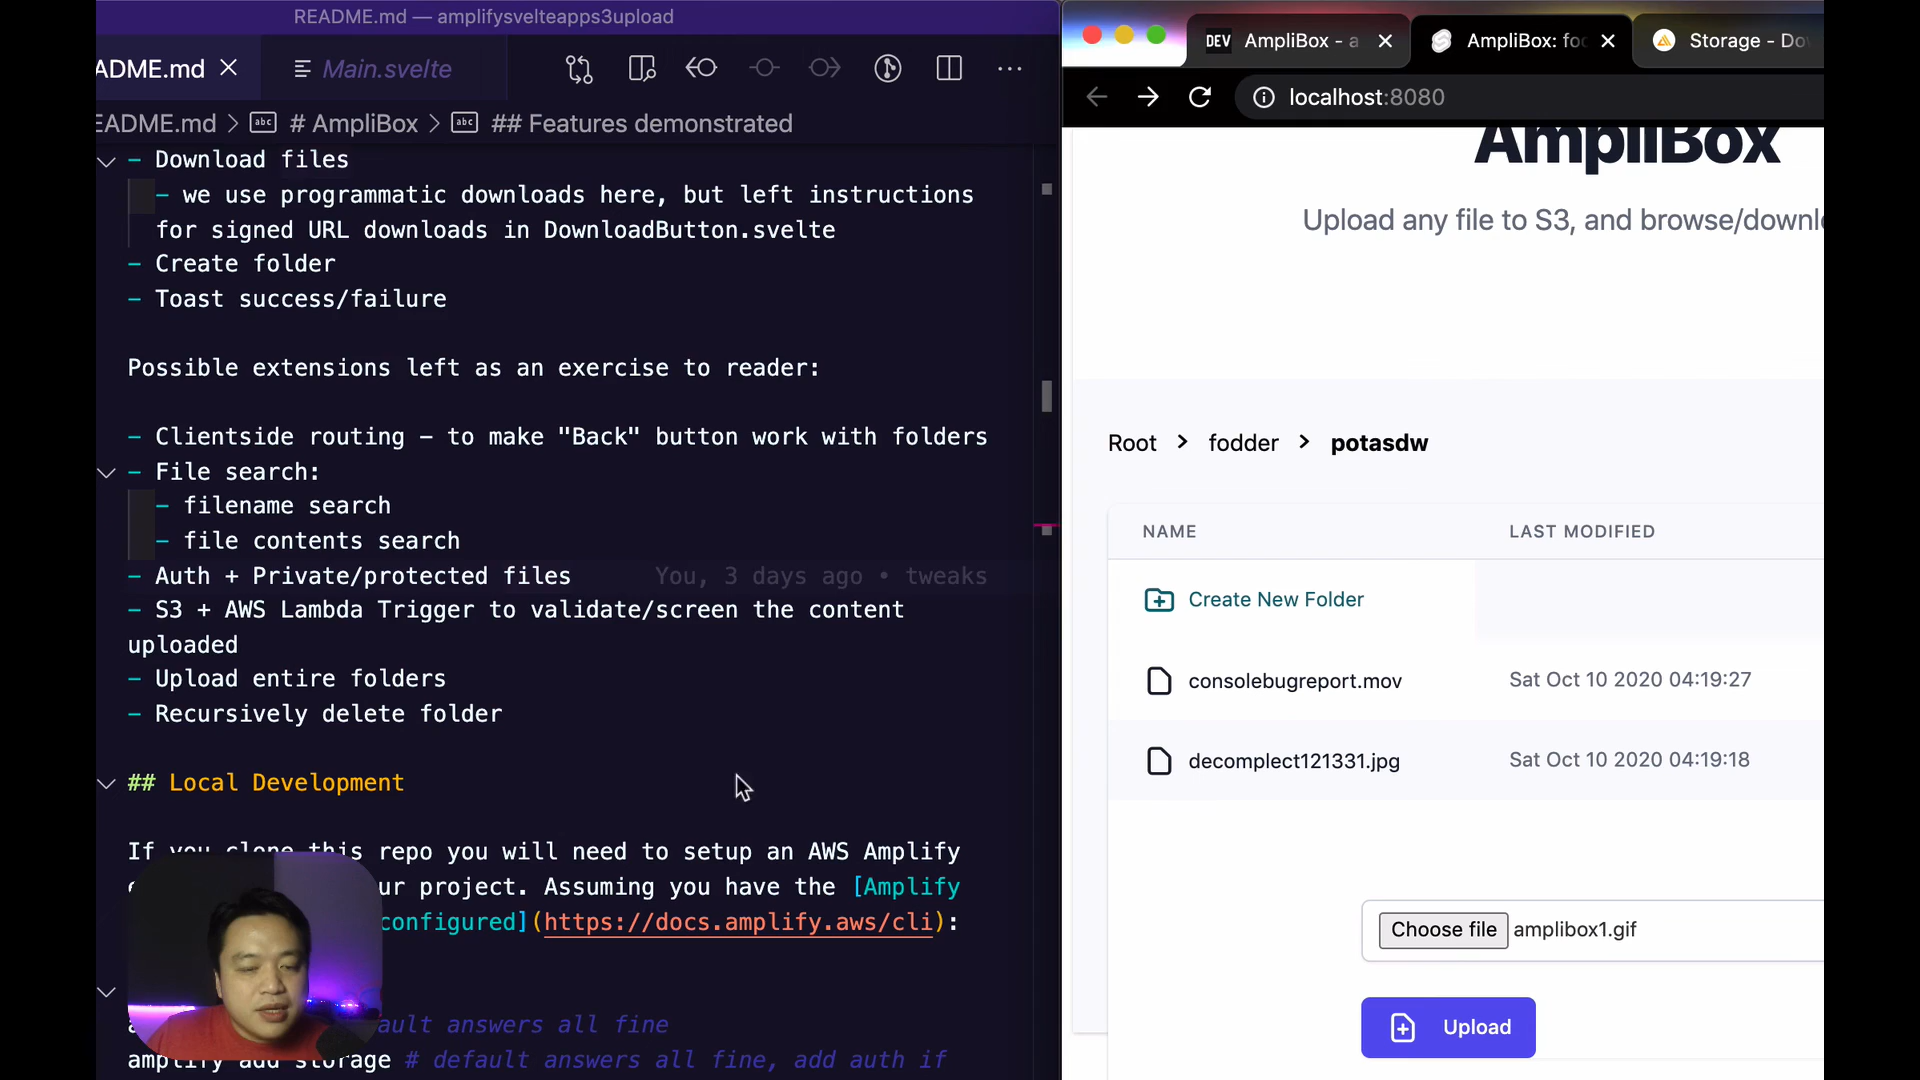 README.md — amplifysvelteapps3upload
ADME.md
Main.svelte
EADME.md > # AmpliBox > ## Features demonstrated
- Download files
- we use programmatic downloads here, but left instructions
for signed URL downloads in DownloadButton.svelte
- Create folder
- Toast success/failure
Possible extensions left as an exercise to reader:
- Clientside routing - to make "Back" button work with folders
- File search:
- filename search
- file contents search
- Auth + Private/protected files You, 3 days ago • tweaks
- S3 + AWS Lambda Trigger to validate/screen the content
uploaded
- Upload entire folders
- Recursively delete folder
## Local Development
If you clone this repo you will need to setup an AWS Amplify
ur project. Assuming you have the [Amplify
configured](https://docs.amplify.aws/cli):
ault answers all fine
amplify add storage # default answers all fine, add auth if
DEV AmpliBox - a
AmpliBox: fo
Storage - Do
localhost:8080
AmpliBox
Upload any file to S3, and browse/downl
Root > fodder > potasdw
NAME LAST MODIFIED
Create New Folder
consolebugreport.mov Sat Oct 10 2020 04:19:27
decomplect121331.jpg Sat Oct 10 2020 04:19:18
Choose file amplibox1.gif
Upload